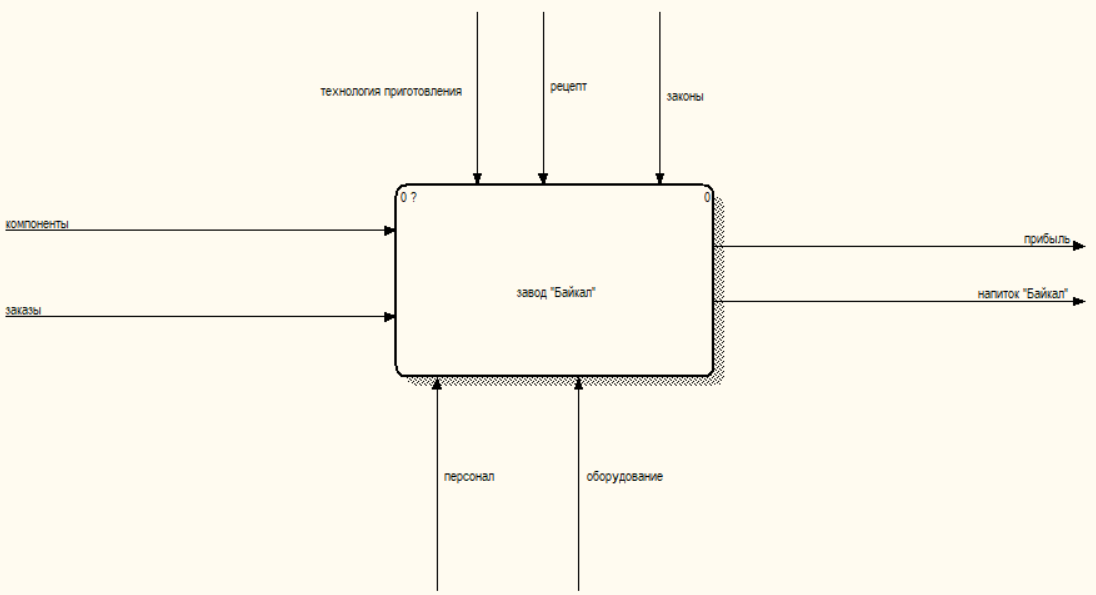 технология приготовления
рецепт
законы
0 ?
0
компоненты
прибыль
завод "Байкал"
напиток "Байкал"
заказы
персонал
оборудование